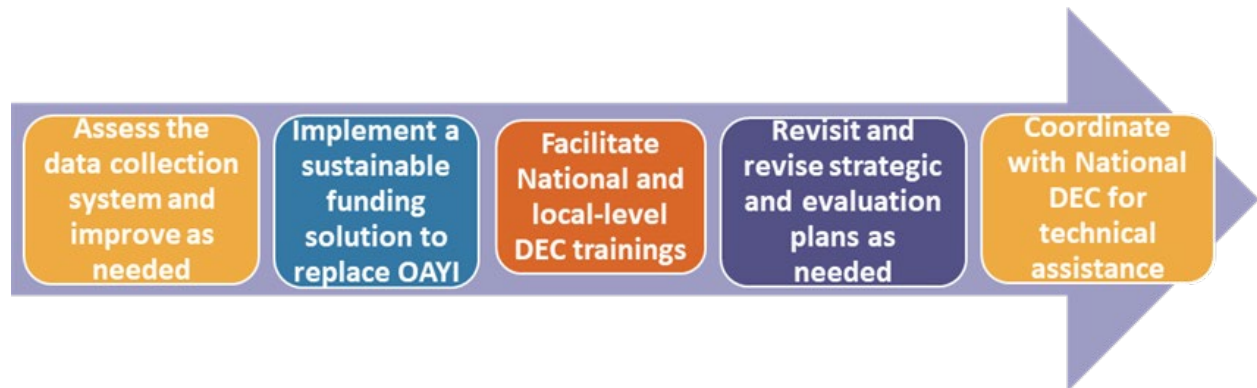 Assess the
data collection
system and
improve as
needed
Implement a
sustainable
funding
solution to
replace OAYI
Facilitate
National and
local-level
DEC trainings
Revisit and
revise strategic
and evaluation
plans as
needed
Coordinate
with National
DEC for
technical
assistance